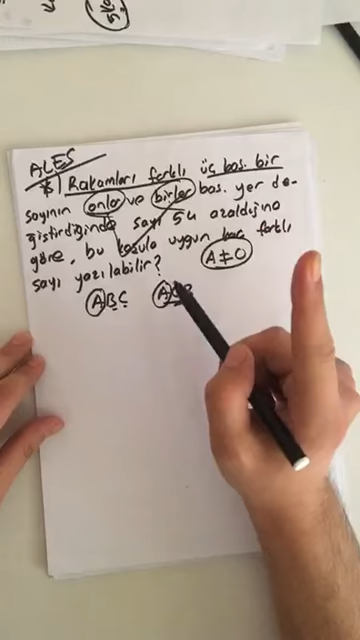 ALES
* Rakamları farklı üç bas. bir
sayının onlar ve birler bas. yer de-
ğiştirdiğinde sayı 54 azaldığına
göre, bu koşula uygun kaç farklı
sayı yazılabilir? A≠0
ABC ACB